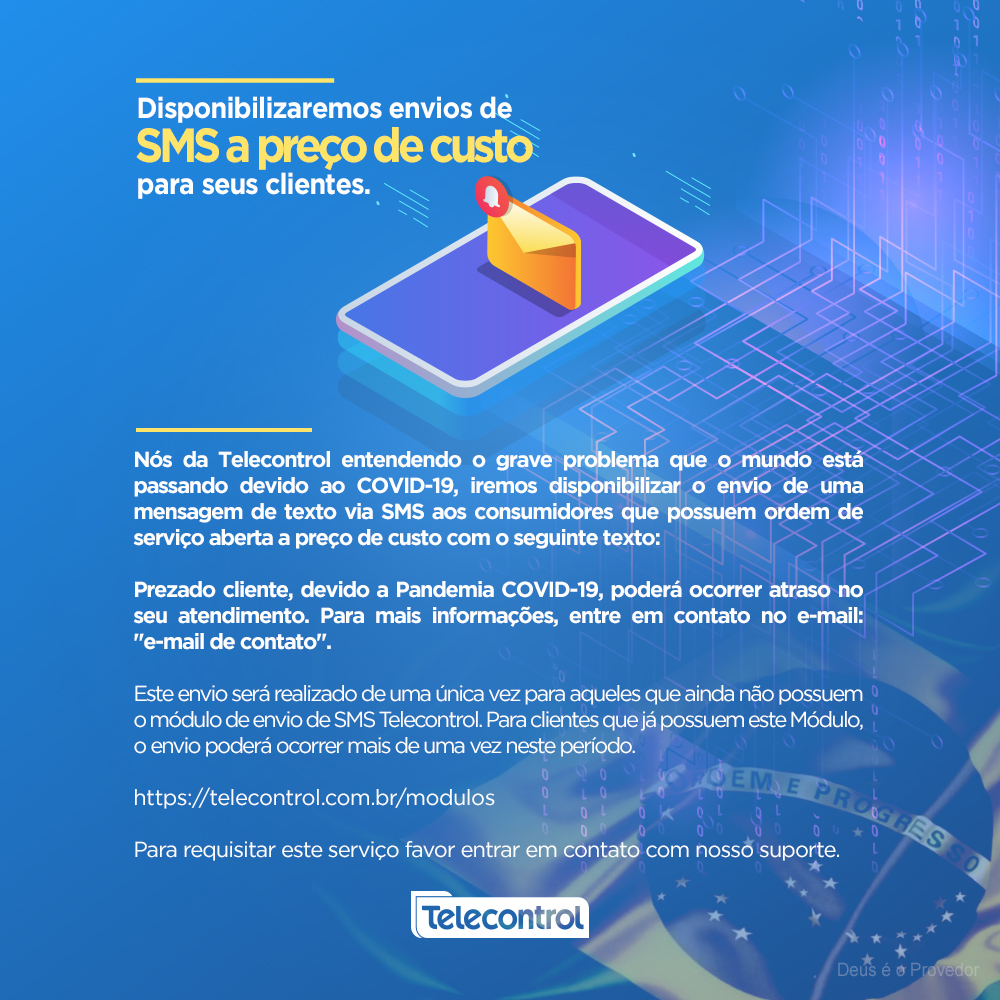 Disponibilizaremos envios de
SMS a preço de custo
para seus clientes.
Nós da Telecontrol entendendo o grave problema que o mundo está
passando devido ao COVID-19, iremos disponibilizar o envio de uma
mensagem de texto via SMS aos consumidores que possuem ordem de
serviço aberta a preço de custo com o seguinte texto:
Prezado cliente, devido a Pandemia COVID-19, poderá ocorrer atraso no
seu atendimento. Para mais informações, entre em contato no e-mail:
"e-mail de contato".
Este envio será realizado de uma única vez para aqueles que ainda não possuem
o módulo de envio de SMS Telecontrol. Para clientes que já possuem este Módulo,
o envio poderá ocorrer mais de uma vez neste período.
https://telecontrol.com.br/modulos
ORDEM E PROGRESSO
Para requisitar este serviço favor entrar em contato com nosso suporte.
Telecontrol
Deus é o Provedor